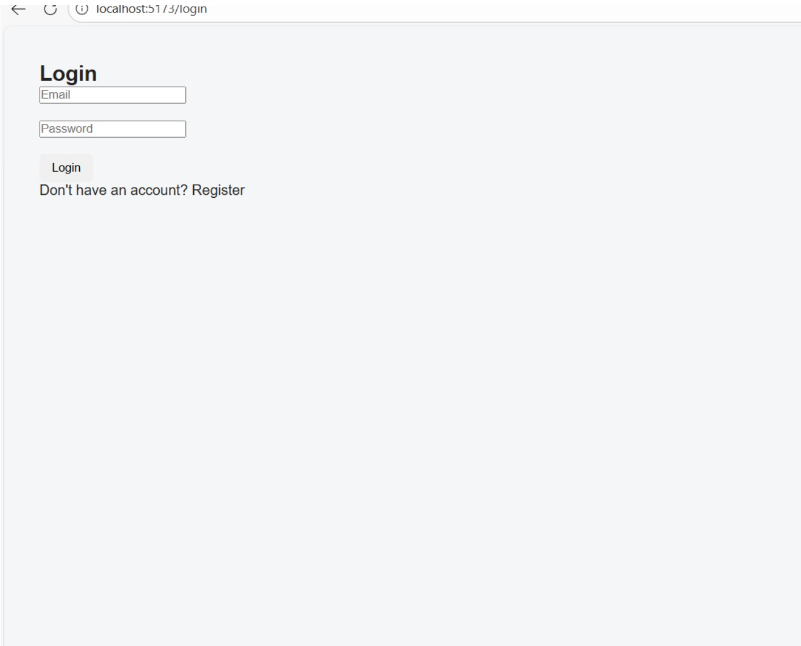 localhost:5173/login
Login
Email
Password
Login
Don't have an account? Register